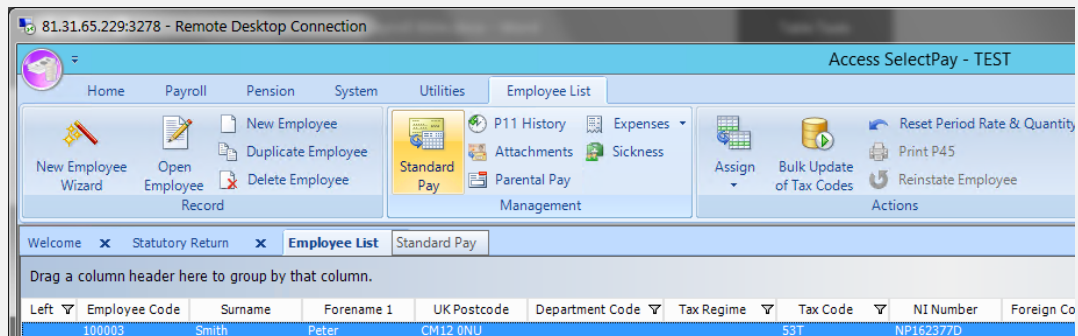 81.31.65.229:3278 - Remote Desktop Connection
Access SelectPay - TEST
Home Payroll Pension System Utilities Employee List
New Employee Wizard
Open Employee
New Employee
Duplicate Employee
Delete Employee
Record
Standard Pay
P11 History
Attachments
Parental Pay
Expenses
Sickness
Management
Assign
Bulk Update of Tax Codes
Reset Period Rate & Quantity
Print P45
Reinstate Employee
Actions
Welcome x Statutory Return x Employee List Standard Pay
Drag a column header here to group by that column.
Left Employee Code Surname Forename 1 UK Postcode Department Code Tax Regime Tax Code NI Number Foreign Co
100003 Smith Peter CM12 0NU 53T NP162377D